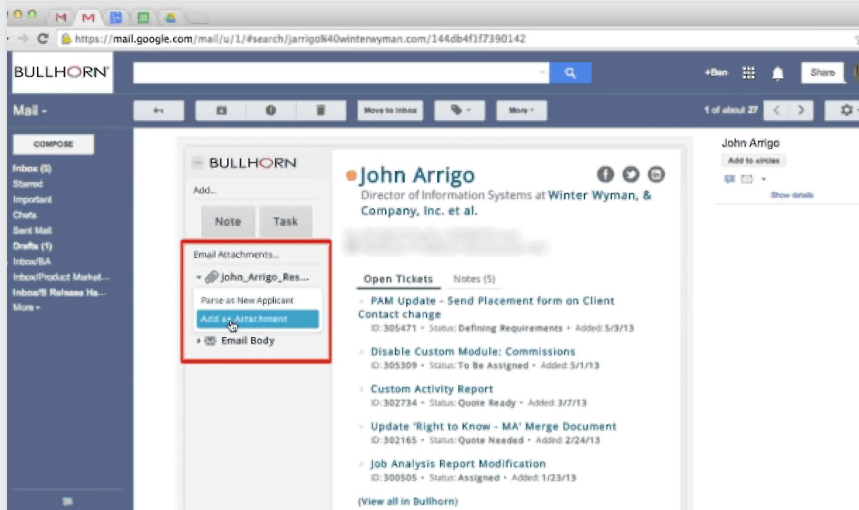 https://mail.google.com/mail/u/1/#search/jarrigo%40winterwyman.com/144db4f1f7390142
BULLHORN
+Ben
Share
Mail
Move to Inbox
More
1 of about 27
COMPOSE
Inbox (5)
Starred
Important
Chats
Sent Mail
Drafts (1)
Inbox/BA
Inbox/Product Market...
Inbox/S Release Ha...
More
BULLHORN
Add...
Note
Task
Email Attachments...
John_Arrigo_Res...
Parse as New Applicant
Add as Attachment
Email Body
John Arrigo
Director of Information Systems at Winter Wyman, &
Company, Inc. et al.
Open Tickets
Notes (5)
PAM Update - Send Placement form on Client
Contact change
ID: 305471 • Status: Defining Requirements • Added: 5/3/13
Disable Custom Module: Commissions
ID: 305309 • Status: To Be Assigned • Added: 5/1/13
Custom Activity Report
ID: 302734 • Status: Quote Ready • Added: 3/7/13
Update 'Right to Know - MA' Merge Document
ID: 302165 • Status: Quote Needed • Added: 2/24/13
Job Analysis Report Modification
ID: 300505 • Status: Assigned • Added: 1/23/13
(View all in Bullhorn)
John Arrigo
Add to circles
Show details